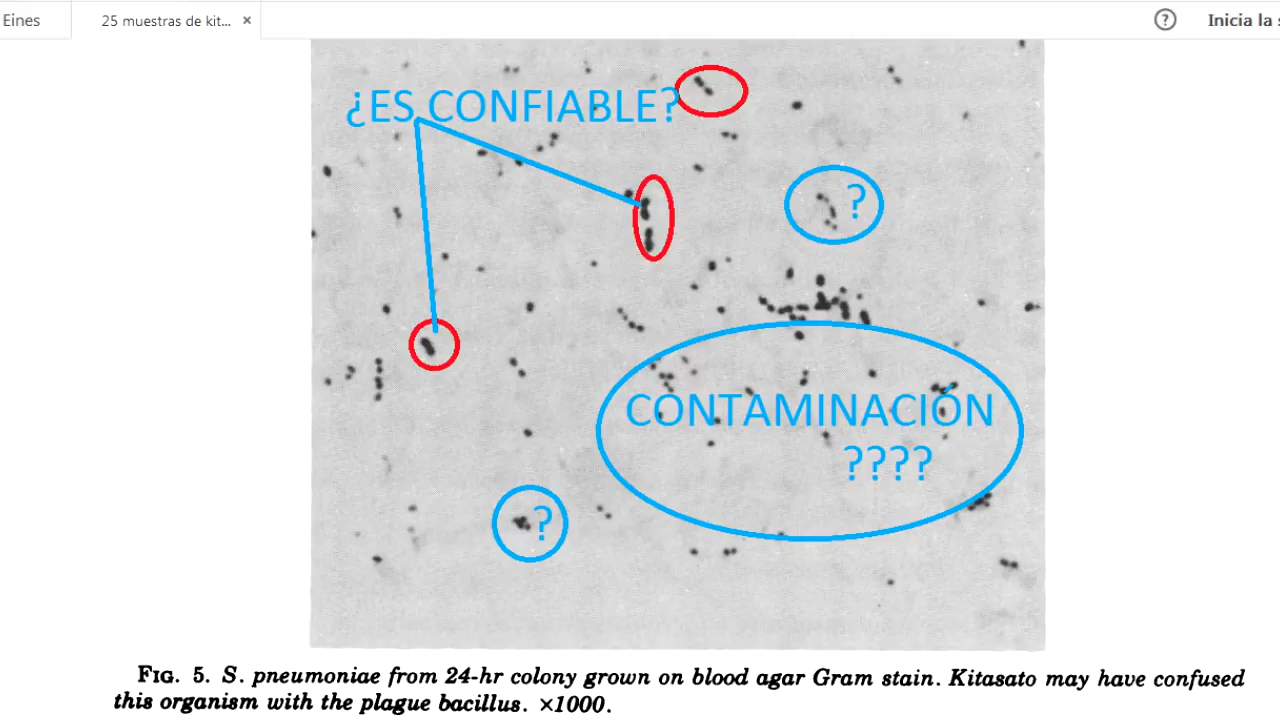 Eines
25 muestras de kit... ×
? Inicia la s
¿ES CONFIABLE?
?
CONTAMINACIÓN
????
?
FIG. 5. S. pneumoniae from 24-hr colony grown on blood agar Gram stain. Kitasato may have confused
this organism with the plague bacillus. ×1000.